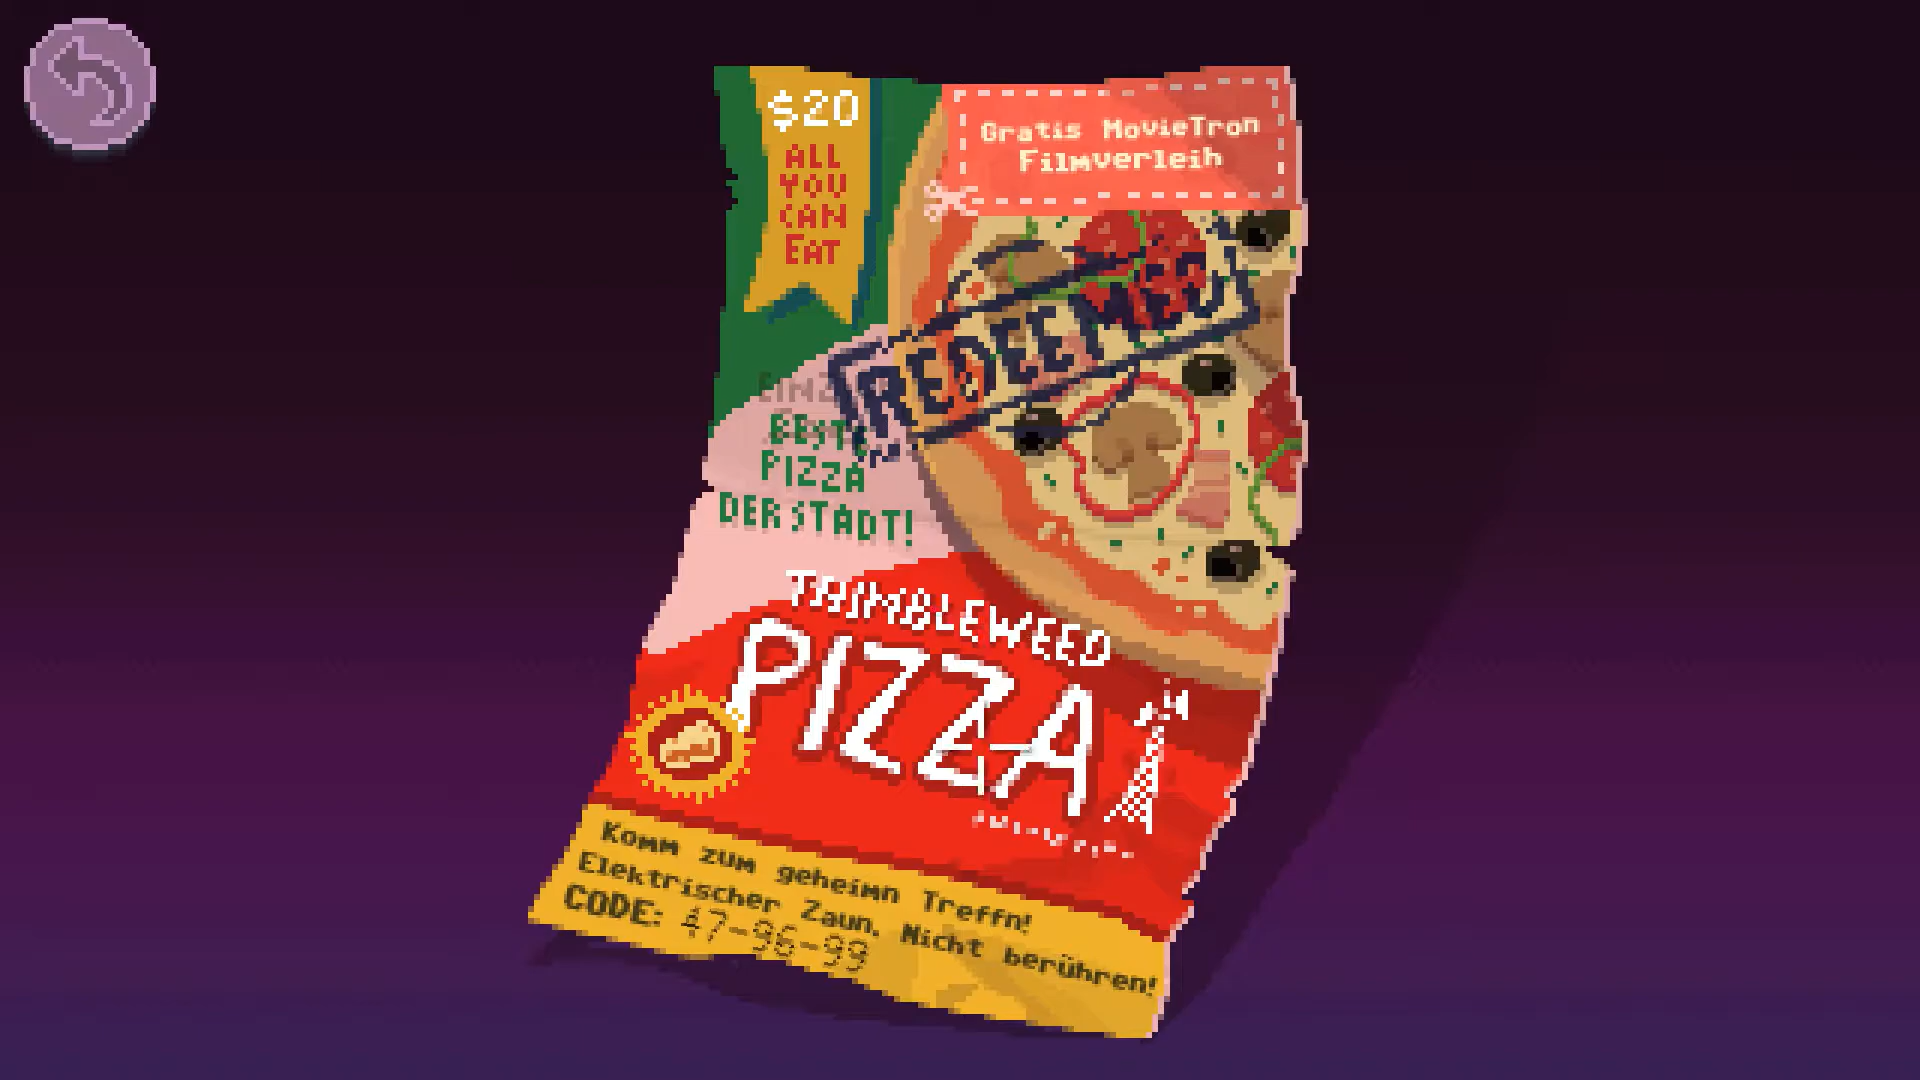 $20
ALL
YOU
CAN
EAT
Gratis MovieTron
Filmverleih
REDEEMED
BESTE
PIZZA
DER STADT!
THIMBLEWEED
PIZZA
Komm zum geheimn Treffn!
Elektrischer Zaun. Nicht berühren!
CODE: 47-96-99